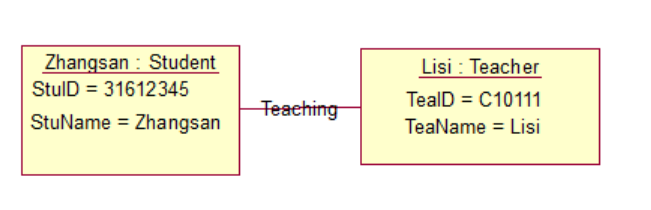 Zhangsan : Student
StuID = 31612345
StuName = Zhangsan
Teaching
Lisi : Teacher
TeaID = C10111
TeaName = Lisi